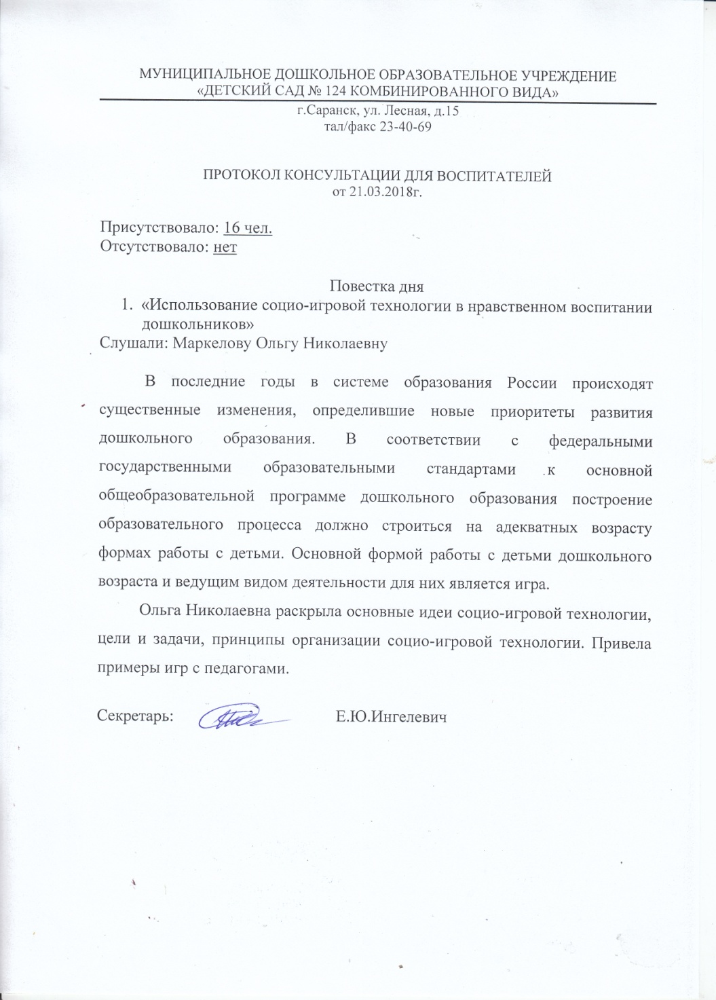 МУНИЦИПАЛЬНОЕ ДОШКОЛЬНОЕ ОБРАЗОВАТЕЛЬНОЕ УЧРЕЖДЕНИЕ
«ДЕТСКИЙ САД № 124 КОМБИНИРОВАННОГО ВИДА»
г.Саранск, ул. Лесная, д.15
тал/факс 23-40-69
ПРОТОКОЛ КОНСУЛЬТАЦИИ ДЛЯ ВОСПИТАТЕЛЕЙ
от 21.03.2018г.
Присутствовало: 16 чел.
Отсутствовало: нет
Повестка дня
1. «Использование социо-игровой технологии в нравственном воспитании
дошкольников»
Слушали: Маркелову Ольгу Николаевну
В последние годы в системе образования России происходят
существенные изменения, определившие новые приоритеты развития
дошкольного образования. В соответствии с федеральными
государственными образовательными стандартами к основной
общеобразовательной программе дошкольного образования построение
образовательного процесса должно строиться на адекватных возрасту
формах работы с детьми. Основной формой работы с детьми дошкольного
возраста и ведущим видом деятельности для них является игра.
Ольга Николаевна раскрыла основные идеи социо-игровой технологии,
цели и задачи, принципы организации социо-игровой технологии. Привела
примеры игр с педагогами.
Секретарь: Е.Ю.Ингелевич